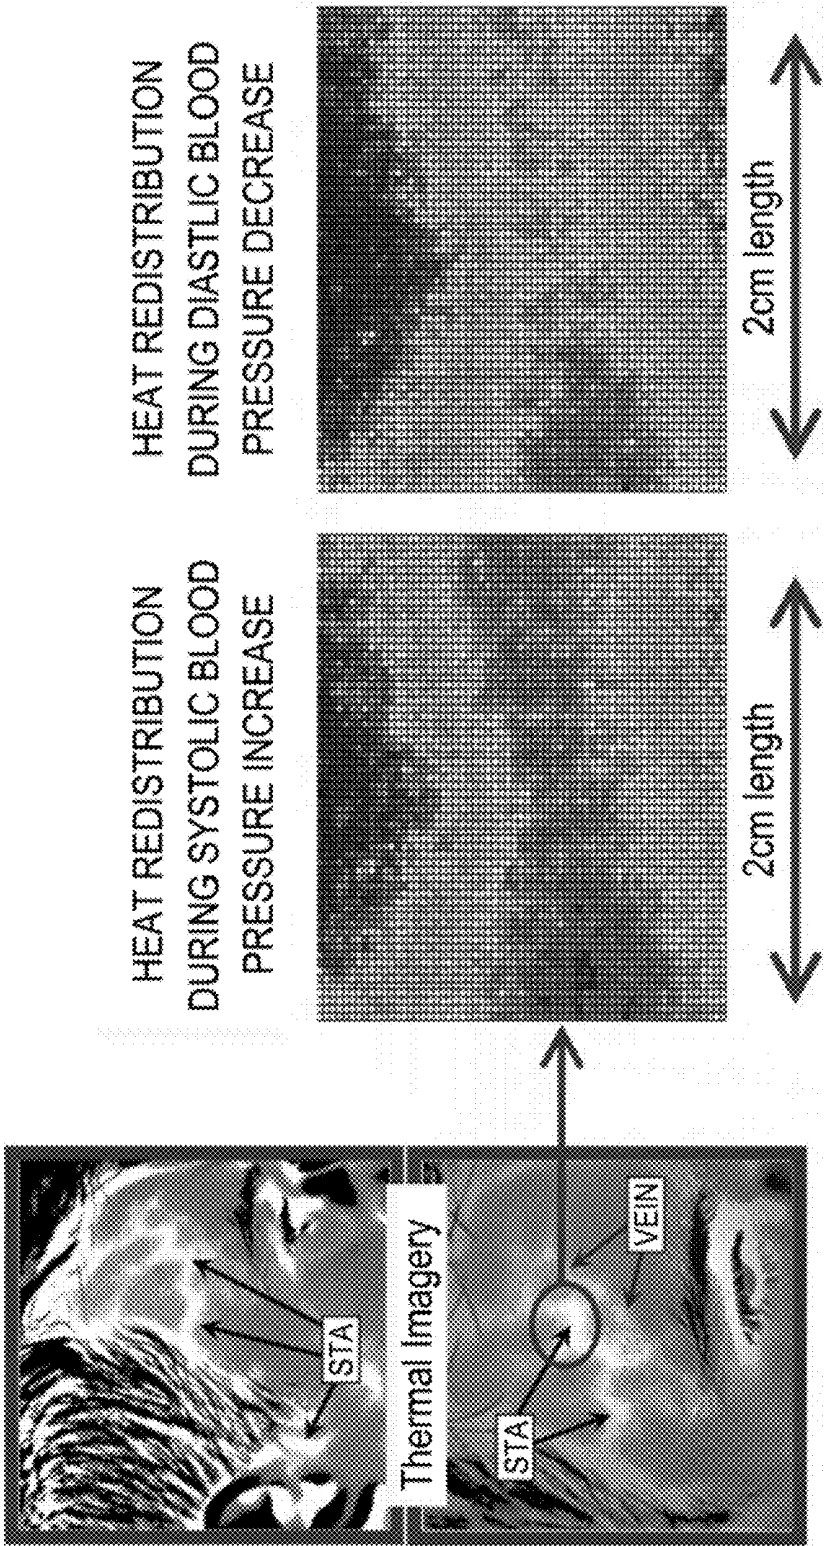 HEAT REDISTRIBUTION
DURING SYSTOLIC BLOOD
PRESSURE INCREASE
HEAT REDISTRIBUTION
DURING DIASTLIC BLOOD
PRESSURE DECREASE
STA
Thermal Imagery
STA
VEIN
2cm length
2cm length